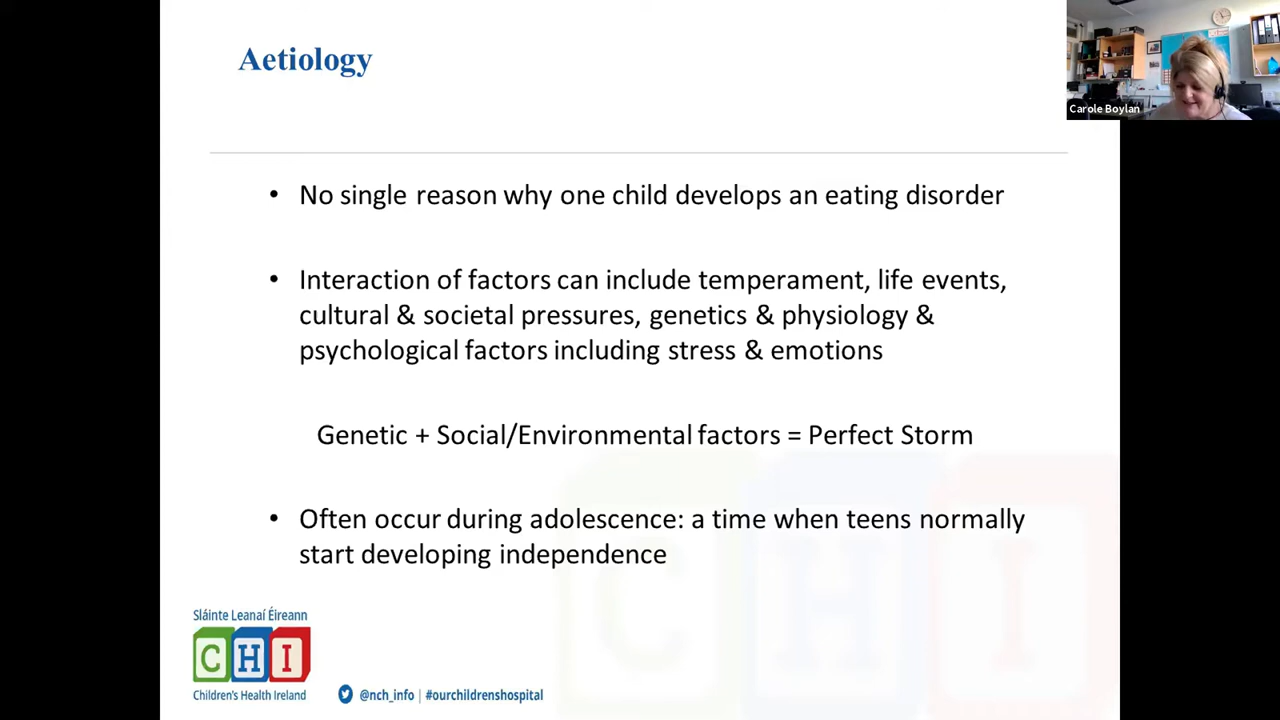 Aetiology
Carole Boylan
• No single reason why one child develops an eating disorder
• Interaction of factors can include temperament, life events,
cultural & societal pressures, genetics & physiology &
psychological factors including stress & emotions
Genetic + Social/Environmental factors = Perfect Storm
• Often occur during adolescence: a time when teens normally
start developing independence
Sláinte Leanaí Éireann
CHI
Children's Health Ireland
@nch_info | #ourchildrenshospital
CHI